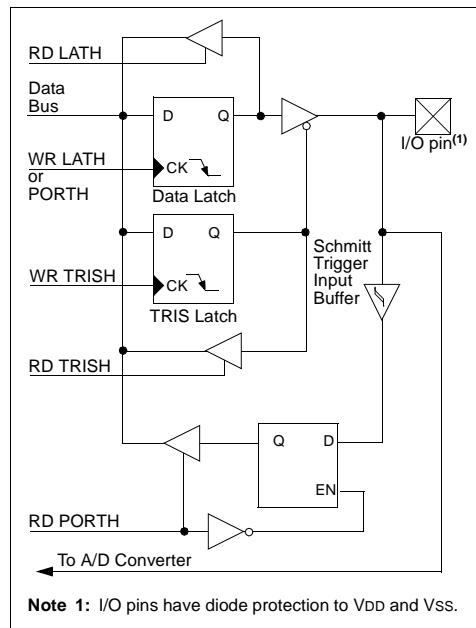 RD LATH
Data
Bus
D Q
I/O pin(1)
WR LATH
or
PORTH
CK
Data Latch
D Q
Schmitt
Trigger
Input
Buffer
WR TRISH
CK
TRIS Latch
RD TRISH
Q D
EN
RD PORTH
To A/D Converter
Note 1: I/O pins have diode protection to VDD and VSS.